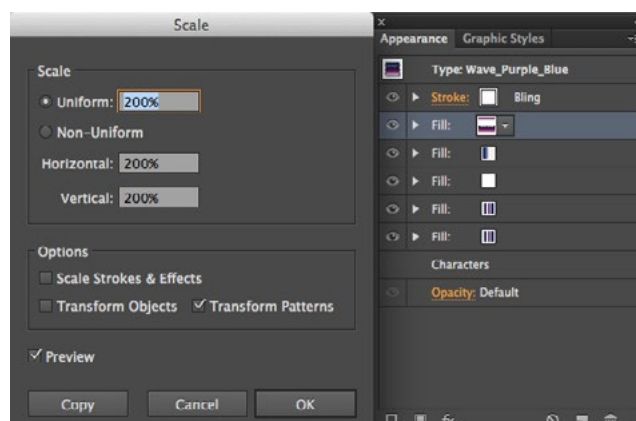 Scale
Scale
Uniform: 200%
Non-Uniform
Horizontal: 200%
Vertical: 200%
Options
Scale Strokes & Effects
Transform Objects Transform Patterns
Preview
Copy Cancel OK
x
Appearance Graphic Styles
Type: Wave_Purple_Blue
Stroke: Bling
Fill:
Fill:
Fill:
Fill:
Fill:
Characters
Opacity: Default
fx